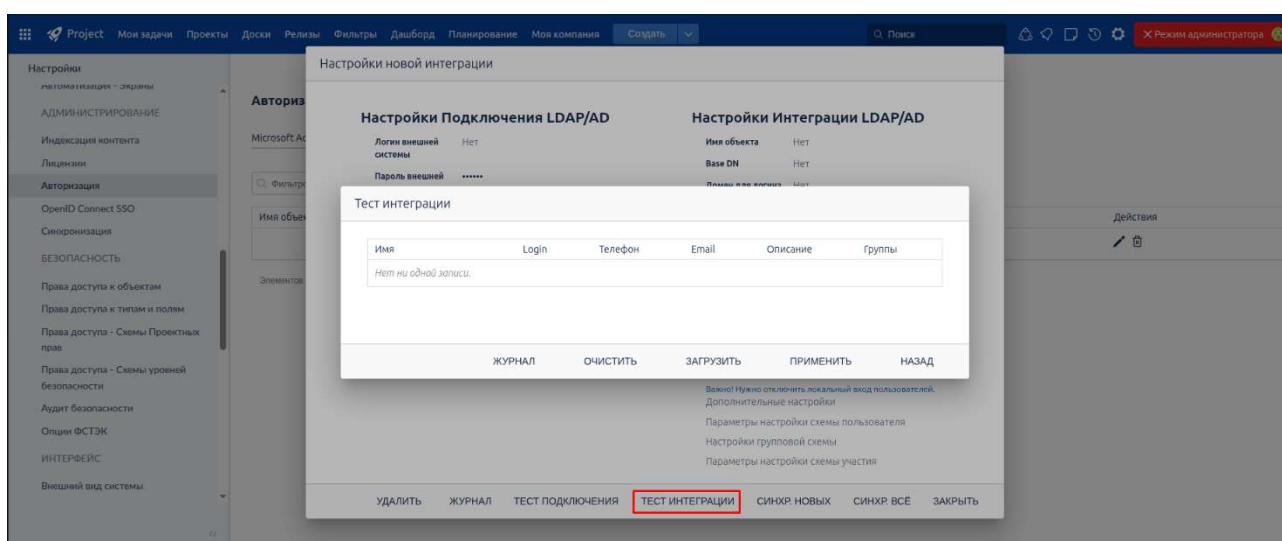 Project Мои задачи Проекты Доски Релизы Фильтры Дашборд Планирование Моя компания Создать Поиск Режим администратора
Настройки
Автоматизация - Экраны
АДМИНИСТРИРОВАНИЕ
Индексация контента
Лицензии
Авторизация
OpenID Connect SSO
Синхронизация
БЕЗОПАСНОСТЬ
Права доступа к объектам
Права доступа к типам и полям
Права доступа - Схемы Проектных
прав
Права доступа - Схемы уровней
безопасности
Аудит безопасности
Опции ФСТЭК
ИНТЕРФЕЙС
Внешний вид системы
Авториз
Microsoft Ac
Фильтро
Имя объек
Действия
Элементов
Настройки новой интеграции
Настройки Подключения LDAP/AD
Логин внешней Нет
системы
Пароль внешней ••••••
Настройки Интеграции LDAP/AD
Имя объекта Нет
Base DN Нет
Домен для логина Нет
Тест интеграции
Имя Login Телефон Email Описание Группы
Нет ни одной записи.
ЖУРНАЛ ОЧИСТИТЬ ЗАГРУЗИТЬ ПРИМЕНИТЬ НАЗАД
Важно! Нужно отключить локальный вход пользователей.
Дополнительные настройки
Параметры настройки схемы пользователя
Настройки групповой схемы
Параметры настройки схемы участия
УДАЛИТЬ ЖУРНАЛ ТЕСТ ПОДКЛЮЧЕНИЯ ТЕСТ ИНТЕГРАЦИИ СИНХР. НОВЫХ СИНХР. ВСЁ ЗАКРЫТЬ